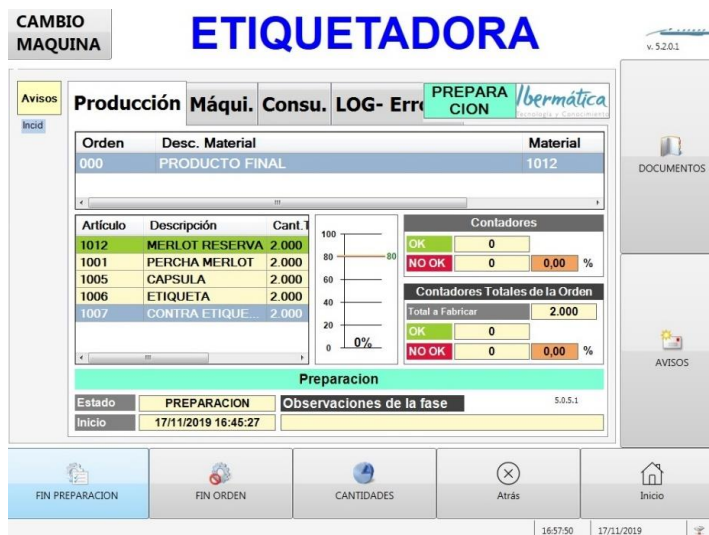 CAMBIO
MAQUINA
ETIQUETADORA
v. 5.2.0.1
Avisos
Incid
Producción Máqui. Consu. LOG- Erro
PREPARA
CION
Ibermática
Tecnología y Conocimiento
Orden Desc. Material Material
000 PRODUCTO FINAL 1012
DOCUMENTOS
Artículo Descripción Cant.T
1012 MERLOT RESERVA 2.000
1001 PERCHA MERLOT 2.000
1005 CAPSULA 2.000
1006 ETIQUETA 2.000
1007 CONTRA ETIQUE... 2.000
100
80 80
60
40
20
0 0%
Contadores
OK 0
NO OK 0 0,00 %
Contadores Totales de la Orden
Total a Fabricar 2.000
OK 0
NO OK 0 0,00 %
AVISOS
Preparacion
Estado PREPARACION Observaciones de la fase 5.0.5.1
Inicio 17/11/2019 16:45:27
FIN PREPARACION FIN ORDEN CANTIDADES Atrás Inicio
16:57:50 17/11/2019